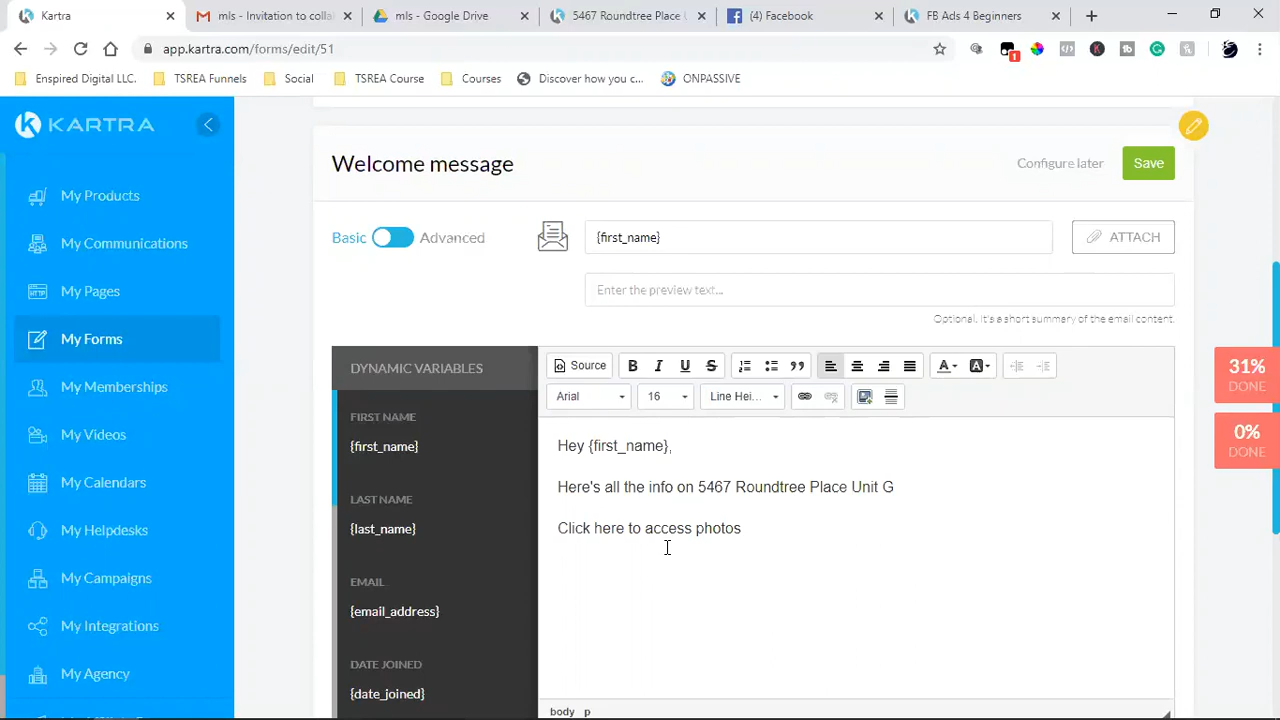 Kartra
mls - Invitation to colla
mls - Google Drive
5467 Roundtree Place U
(4) Facebook
FB Ads 4 Beginners
app.kartra.com/forms/edit/51
1
Enspired Digital LLC.
TSREA Funnels
Social
TSREA Course
Courses
Discover how you c...
ONPASSIVE
KARTRA
My Products
My Communications
My Pages
My Forms
My Memberships
My Videos
My Calendars
My Helpdesks
My Campaigns
My Integrations
My Agency
Welcome message
Configure later
Save
Basic
Advanced
{first_name}
ATTACH
Enter the preview text...
Optional. It's a short summary of the email content.
DYNAMIC VARIABLES
FIRST NAME
{first_name}
LAST NAME
{last_name}
EMAIL
{email_address}
DATE JOINED
{date_joined}
Source
B I U S
Arial
16
Line Hei...
Hey {first_name},
Here's all the info on 5467 Roundtree Place Unit G
Click here to access photos
body p
31%
DONE
0%
DONE